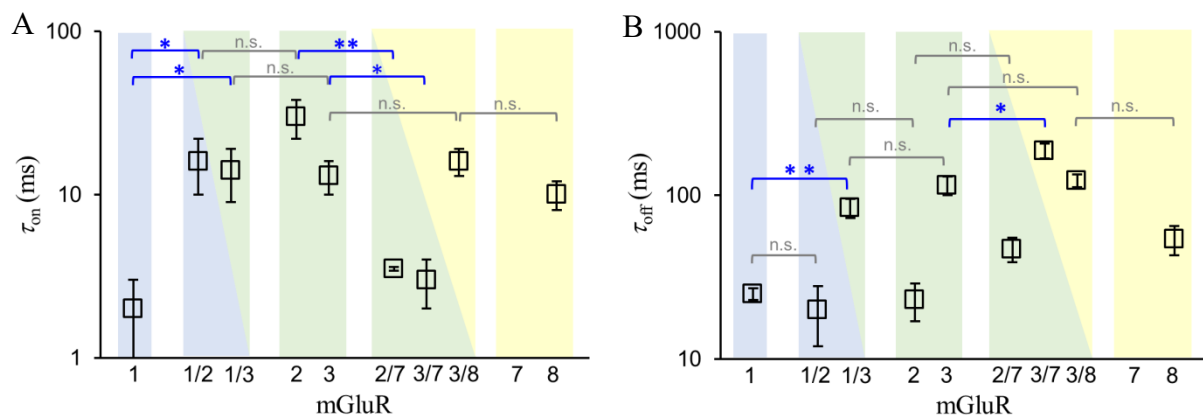 A
100
10
1
τon (ms)
*
n.s.
**
*
n.s.
*
n.s.
n.s.
1
1/2
1/3
2
3
2/7
3/7
3/8
7
8
mGluR
B
1000
100
10
τoff (ms)
n.s.
n.s.
n.s.
*
n.s.
**
n.s.
n.s.
1
1/2
1/3
2
3
2/7
3/7
3/8
7
8
mGluR